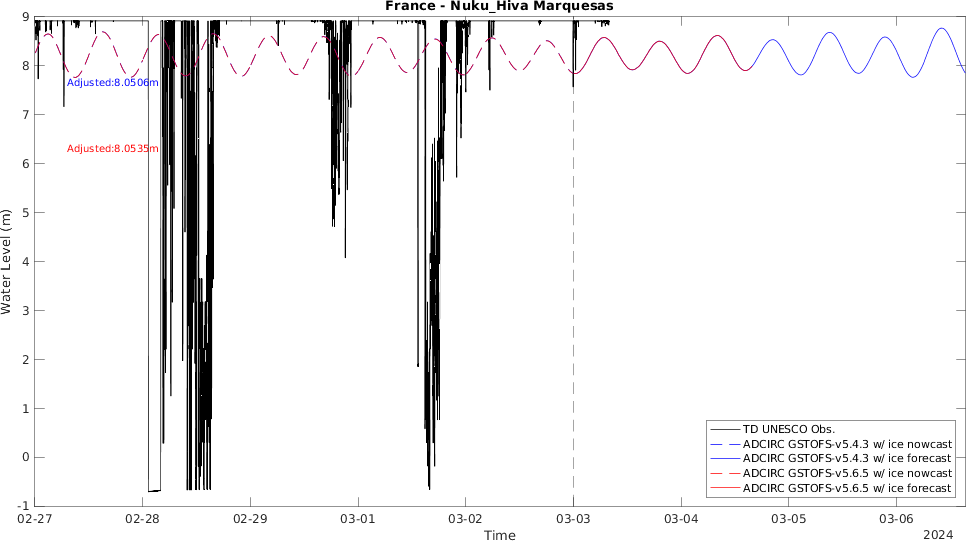 France - Nuku_Hiva Marquesas
9
8
7
6
5
4
3
2
1
0
-1
Water Level (m)
Adjusted:8.0506m
Adjusted:8.0535m
TD UNESCO Obs.
ADCIRC GSTOFS-v5.4.3 w/ ice nowcast
ADCIRC GSTOFS-v5.4.3 w/ ice forecast
ADCIRC GSTOFS-v5.6.5 w/ ice nowcast
ADCIRC GSTOFS-v5.6.5 w/ ice forecast
02-27 02-28 02-29 03-01 03-02 03-03 03-04 03-05 03-06
Time
2024